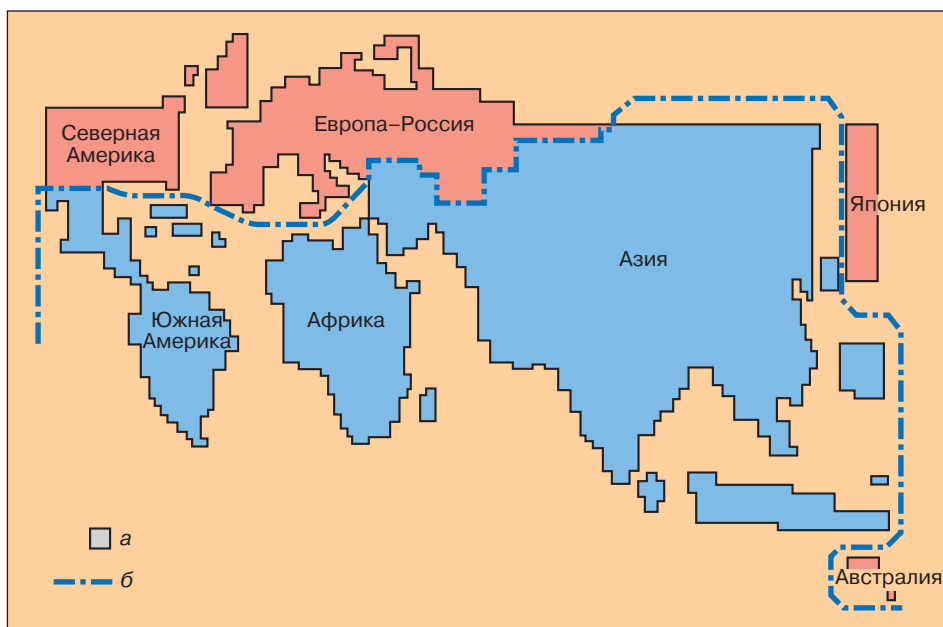 Северная
Америка
Европа–Россия
Япония
Азия
Южная
Америка
Африка
а
б
Австралия